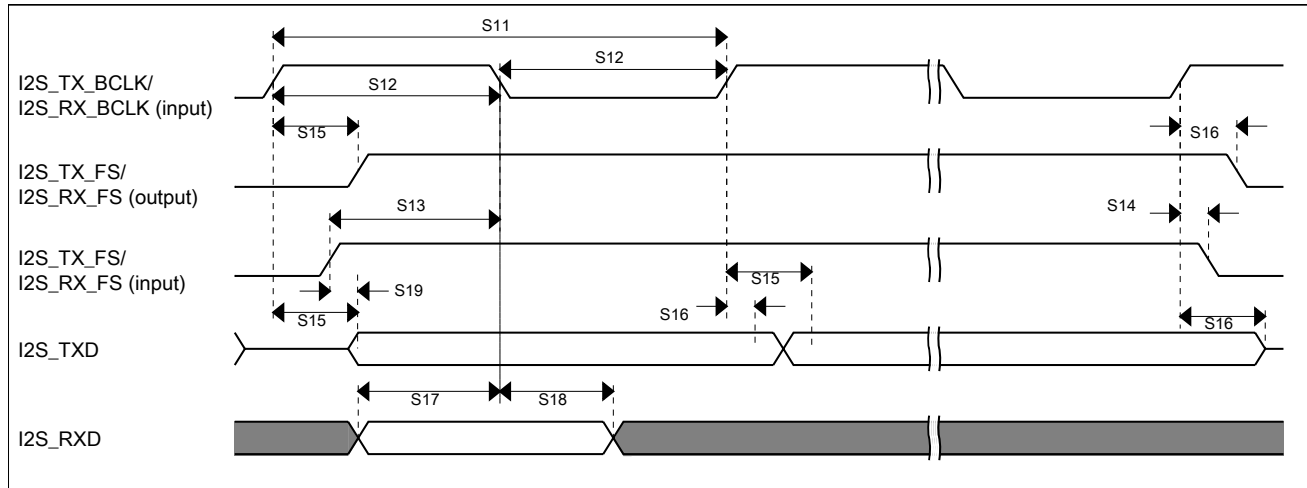 S11
I2S_TX_BCLK/
I2S_RX_BCLK (input)
S12
S12
S15
S16
I2S_TX_FS/
I2S_RX_FS (output)
S13
S14
I2S_TX_FS/
I2S_RX_FS (input)
S15
S19
S15
S16
S16
I2S_TXD
S17
S18
I2S_RXD